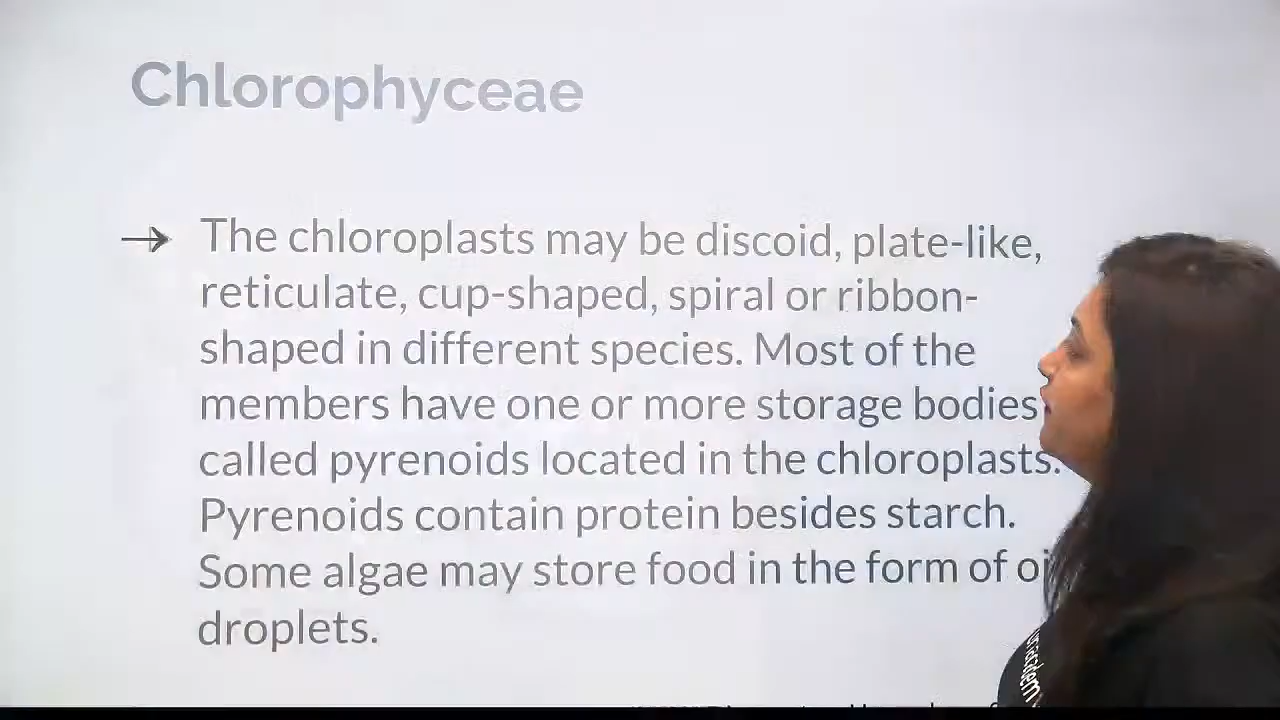 Chlorophyceae
→ The chloroplasts may be discoid, plate-like,
reticulate, cup-shaped, spiral or ribbon-
shaped in different species. Most of the
members have one or more storage bodies
called pyrenoids located in the chloroplasts.
Pyrenoids contain protein besides starch.
Some algae may store food in the form of
droplets.